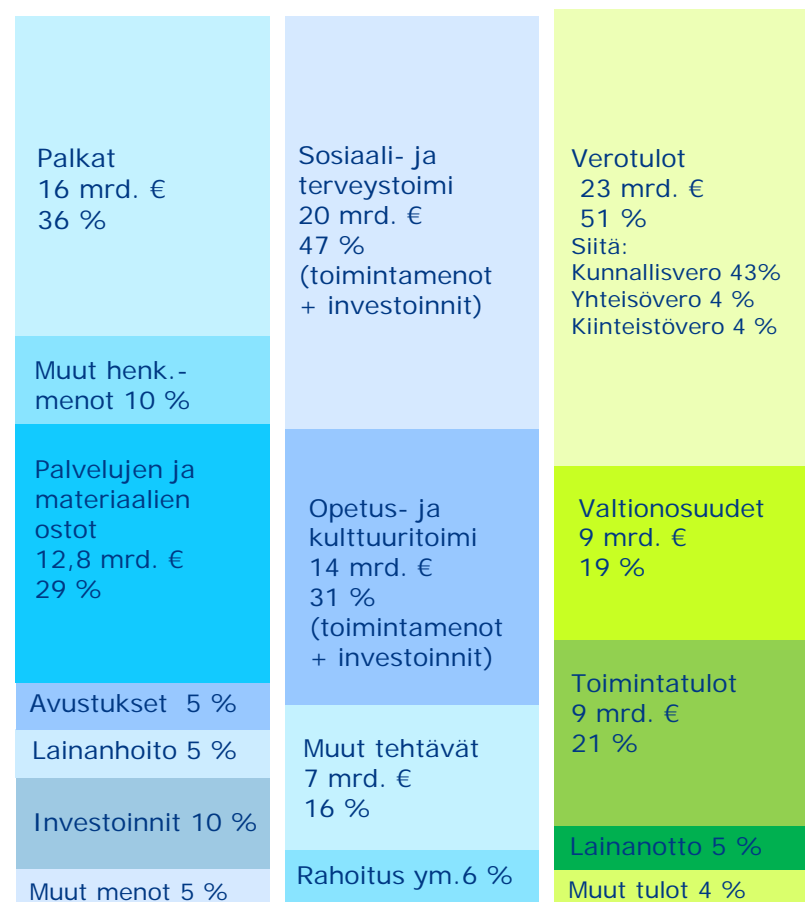 Palkat
16 mrd. €
36 %
Muut henk.-
menot 10 %
Palvelujen ja
materiaalien
ostot
12,8 mrd. €
29 %
Avustukset 5 %
Lainanhoito 5 %
Investoinnit 10 %
Muut menot 5 %
Sosiaali- ja
terveystoimi
20 mrd. €
47 %
(toimintamenot
+ investoinnit)
Opetus- ja
kulttuuritoimi
14 mrd. €
31 %
(toimintamenot
+ investoinnit)
Muut tehtävät
7 mrd. €
16 %
Rahoitus ym.6 %
Verotulot
23 mrd. €
51 %
Siitä:
Kunnallisvero 43%
Yhteisövero 4 %
Kiinteistövero 4 %
Valtionosuudet
9 mrd. €
19 %
Toimintatulot
9 mrd. €
21 %
Lainanotto 5 %
Muut tulot 4 %